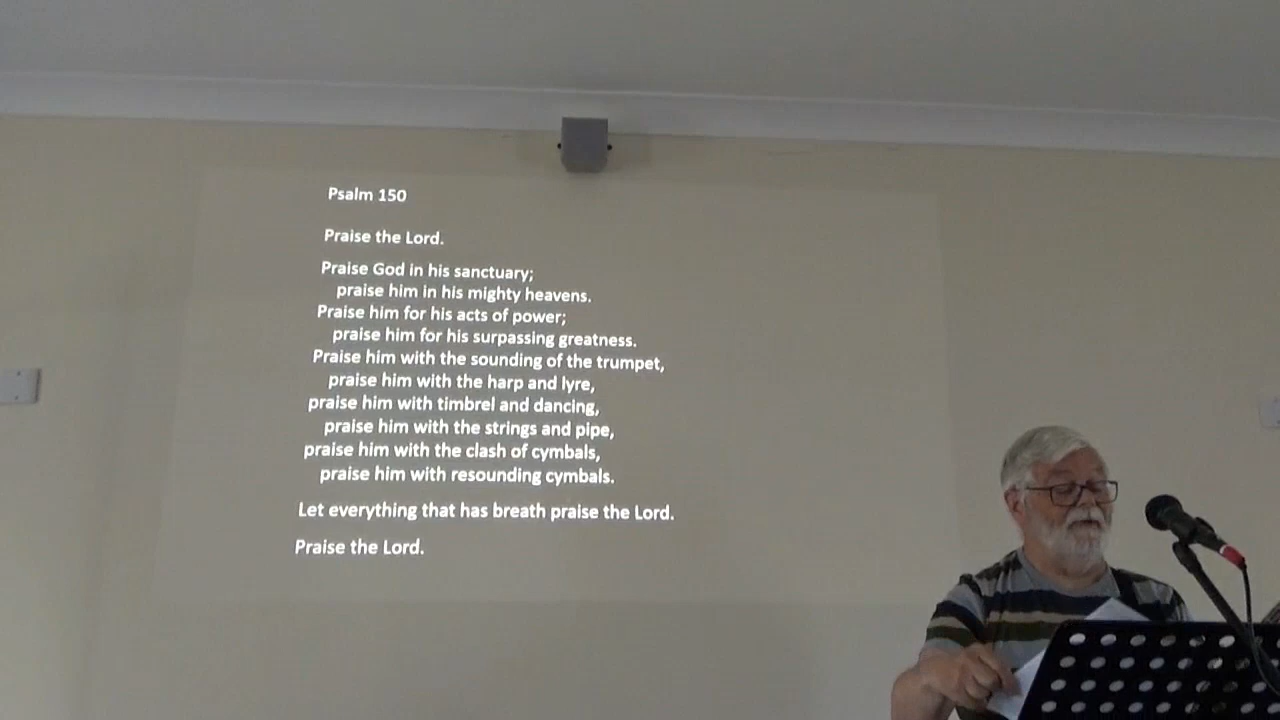 Psalm 150
Praise the Lord.
Praise God in his sanctuary;
praise him in his mighty heavens.
Praise him for his acts of power;
praise him for his surpassing greatness.
Praise him with the sounding of the trumpet,
praise him with the harp and lyre,
praise him with timbrel and dancing,
praise him with the strings and pipe,
praise him with the clash of cymbals,
praise him with resounding cymbals.
Let everything that has breath praise the Lord.
Praise the Lord.